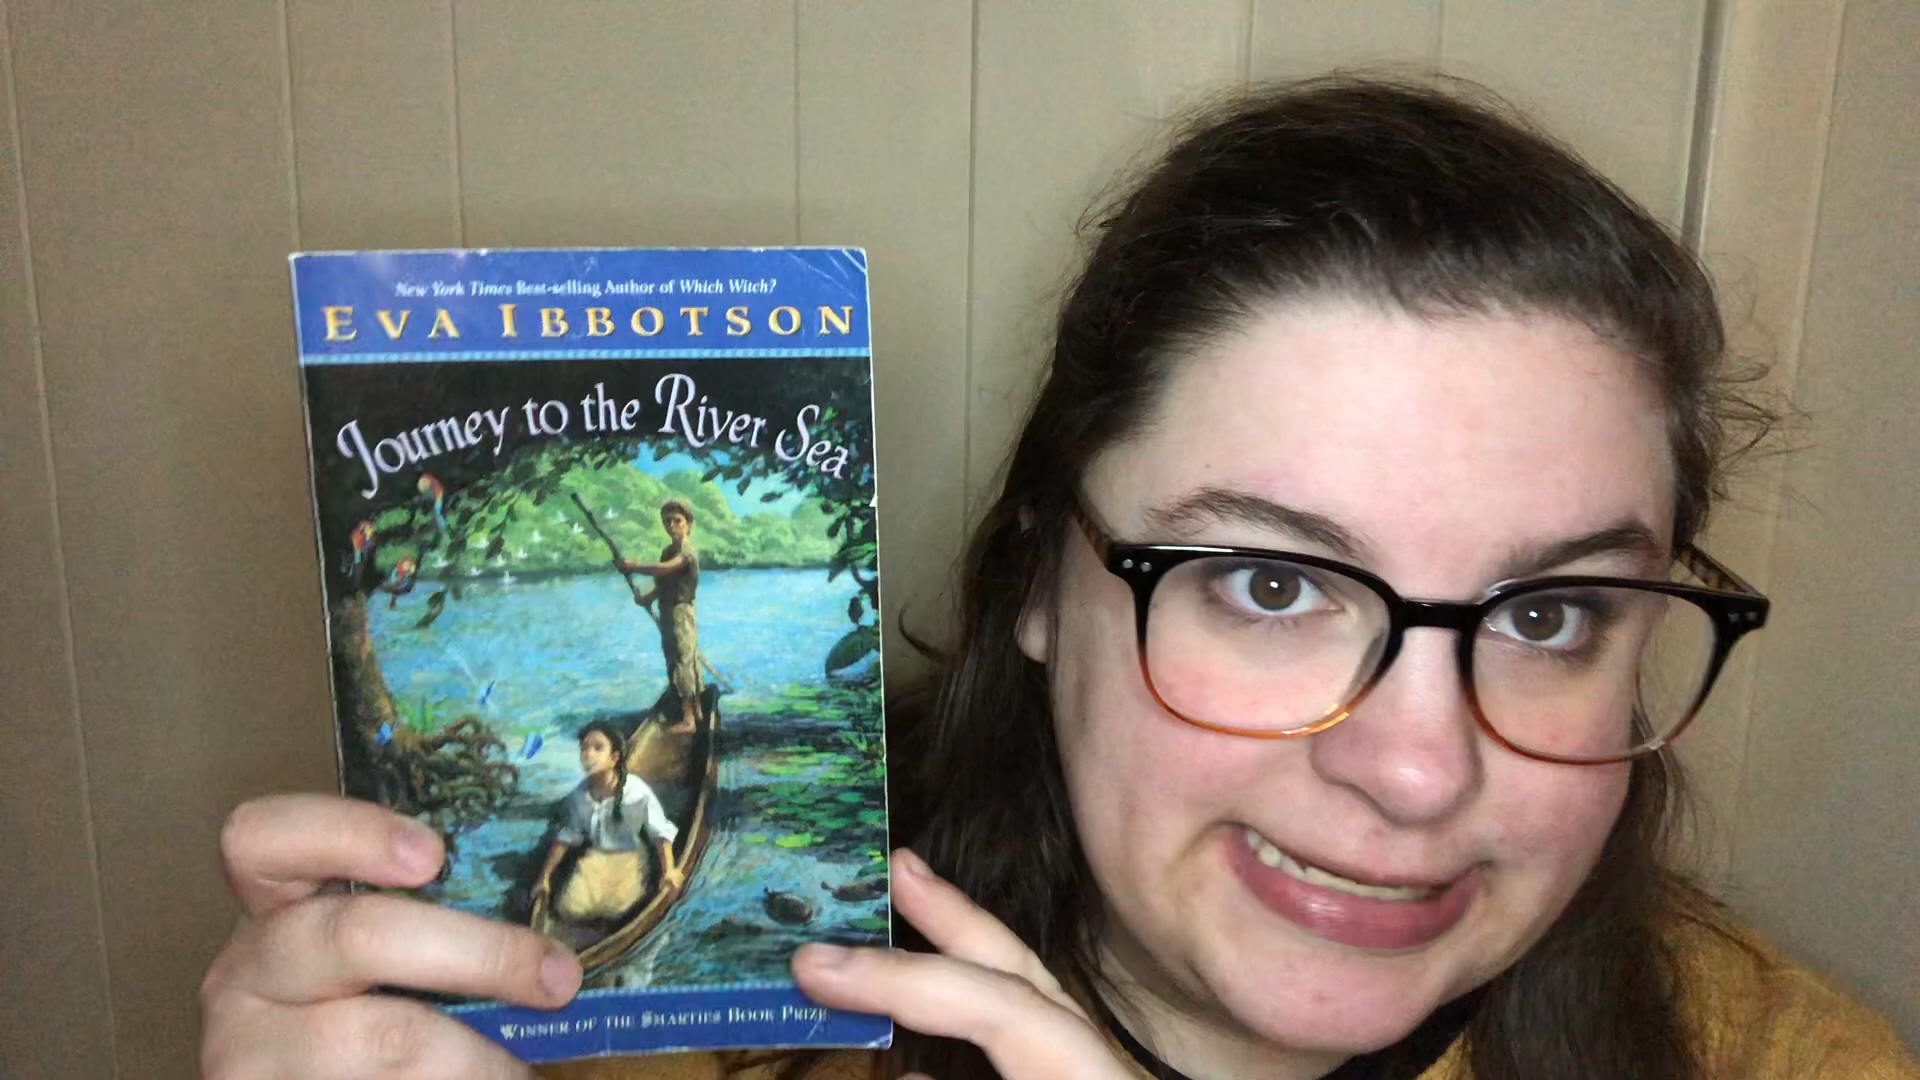 New York Times Best-selling Author of Which Witch?
EVA IBBOTSON
Journey to the River Sea
WINNER OF THE SMARTIES BOOK PRIZE